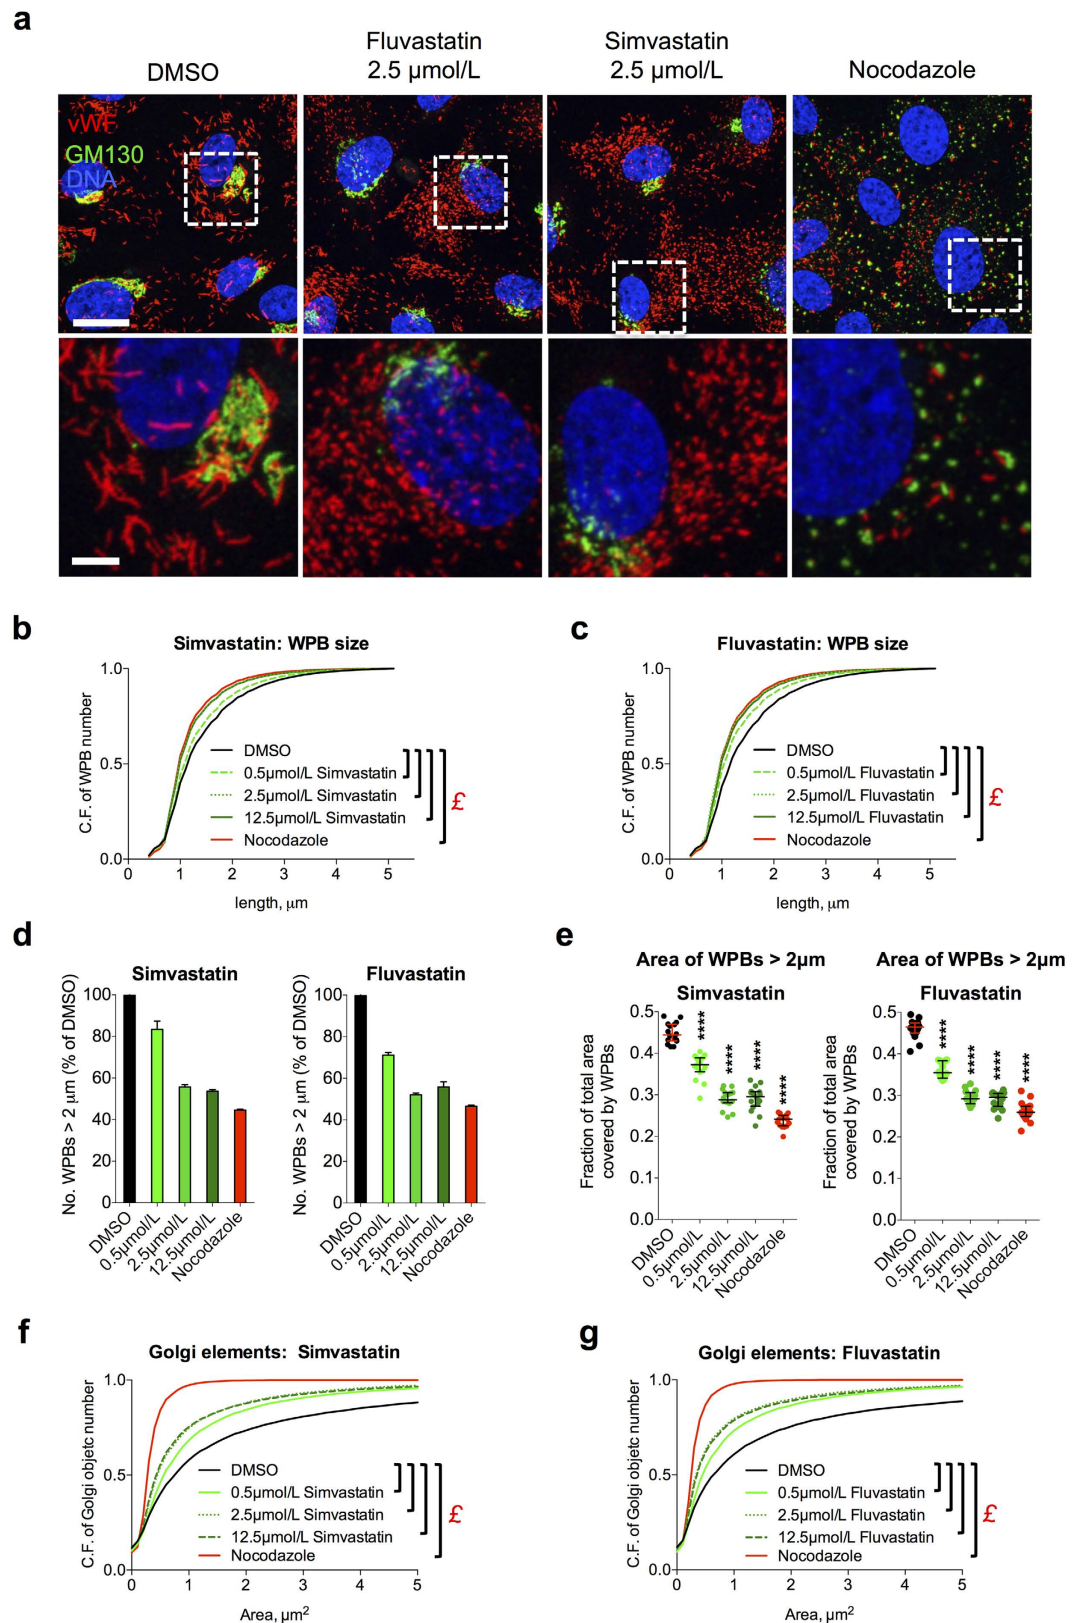 a
DMSO
Fluvastatin
2.5 µmol/L
Simvastatin
2.5 µmol/L
Nocodazole
vWF
GM130
DNA
b
Simvastatin: WPB size
C.F. of WPB number
1.0
0.5
0.0
0 1 2 3 4 5
length, µm
DMSO
0.5µmol/L Simvastatin
2.5µmol/L Simvastatin
12.5µmol/L Simvastatin
Nocodazole
£
c
Fluvastatin: WPB size
C.F. of WPB number
1.0
0.5
0.0
0 1 2 3 4 5
length, µm
DMSO
0.5µmol/L Fluvastatin
2.5µmol/L Fluvastatin
12.5µmol/L Fluvastatin
Nocodazole
£
d
Simvastatin
No. WPBs > 2 µm (% of DMSO)
100
80
60
40
20
0
DMSO
0.5µmol/L
2.5µmol/L
12.5µmol/L
Nocodazole
Fluvastatin
No. WPBs > 2 µm (% of DMSO)
100
80
60
40
20
0
DMSO
0.5µmol/L
2.5µmol/L
12.5µmol/L
Nocodazole
e
Area of WPBs > 2µm
Simvastatin
Fraction of total area
covered by WPBs
0.5
0.4
0.3
0.2
0.1
0.0
****
****
****
****
DMSO
0.5µmol/L
2.5µmol/L
12.5µmol/L
Nocodazole
Area of WPBs > 2µm
Fluvastatin
Fraction of total area
covered by WPBs
0.5
0.4
0.3
0.2
0.1
0.0
****
****
****
****
DMSO
0.5µmol/L
2.5µmol/L
12.5µmol/L
Nocodazole
f
Golgi elements: Simvastatin
C.F. of Golgi objetc number
1.0
0.5
0.0
0 1 2 3 4 5
Area, µm²
DMSO
0.5µmol/L Simvastatin
2.5µmol/L Simvastatin
12.5µmol/L Simvastatin
Nocodazole
£
g
Golgi elements: Fluvastatin
C.F. of Golgi objetc number
1.0
0.5
0.0
0 1 2 3 4 5
Area, µm²
DMSO
0.5µmol/L Fluvastatin
2.5µmol/L Fluvastatin
12.5µmol/L Fluvastatin
Nocodazole
£